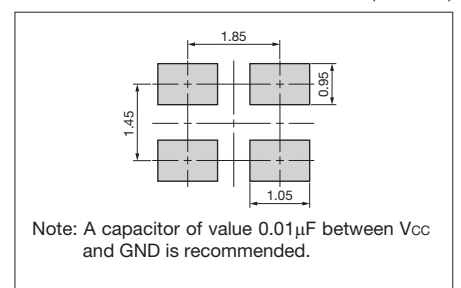 1.85
0.95
1.45
1.05
Note: A capacitor of value 0.01μF between Vcc
and GND is recommended.